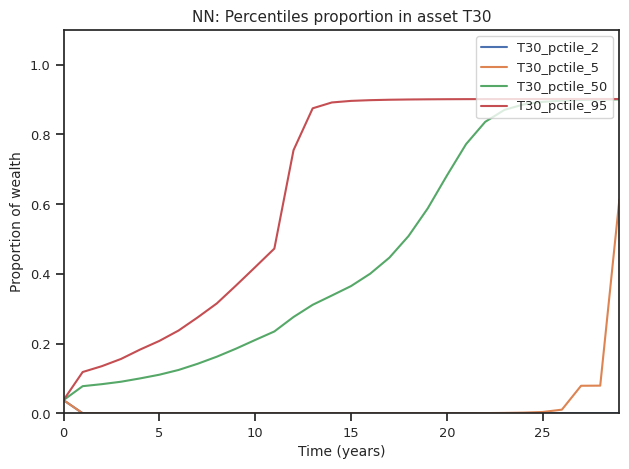 NN: Percentiles proportion in asset T30
T30_pctile_2
T30_pctile_5
T30_pctile_50
T30_pctile_95
Proportion of wealth
1.0
0.8
0.6
0.4
0.2
0.0
0 5 10 15 20 25
Time (years)